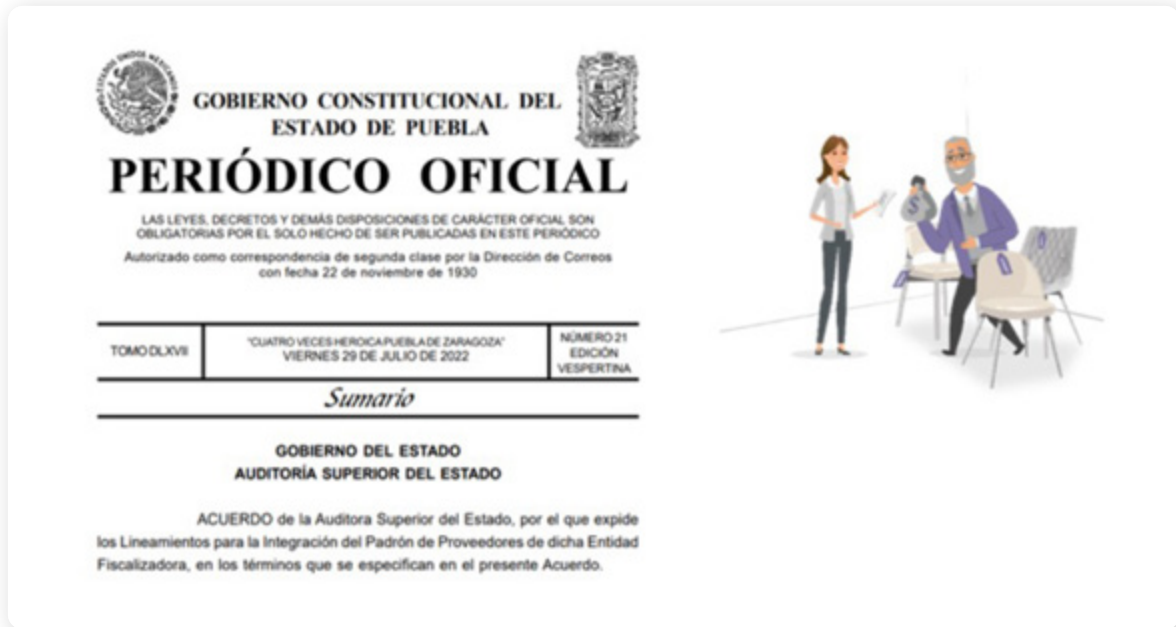 ESTADOS UNIDOS MEXICANOS
GOBIERNO CONSTITUCIONAL DEL
ESTADO DE PUEBLA
PERIÓDICO OFICIAL
LAS LEYES, DECRETOS Y DEMÁS DISPOSICIONES DE CARÁCTER OFICIAL SON
OBLIGATORIAS POR EL SOLO HECHO DE SER PUBLICADAS EN ESTE PERIÓDICO
Autorizado como correspondencia de segunda clase por la Dirección de Correos
con fecha 22 de noviembre de 1930
TOMO DLXVII
"CUATRO VECES HEROICA PUEBLA DE ZARAGOZA"
VIERNES 29 DE JULIO DE 2022
NÚMERO 21
EDICIÓN
VESPERTINA
Sumario
GOBIERNO DEL ESTADO
AUDITORÍA SUPERIOR DEL ESTADO
ACUERDO de la Auditora Superior del Estado, por el que expide
los Lineamientos para la Integración del Padrón de Proveedores de dicha Entidad
Fiscalizadora, en los términos que se especifican en el presente Acuerdo.
$